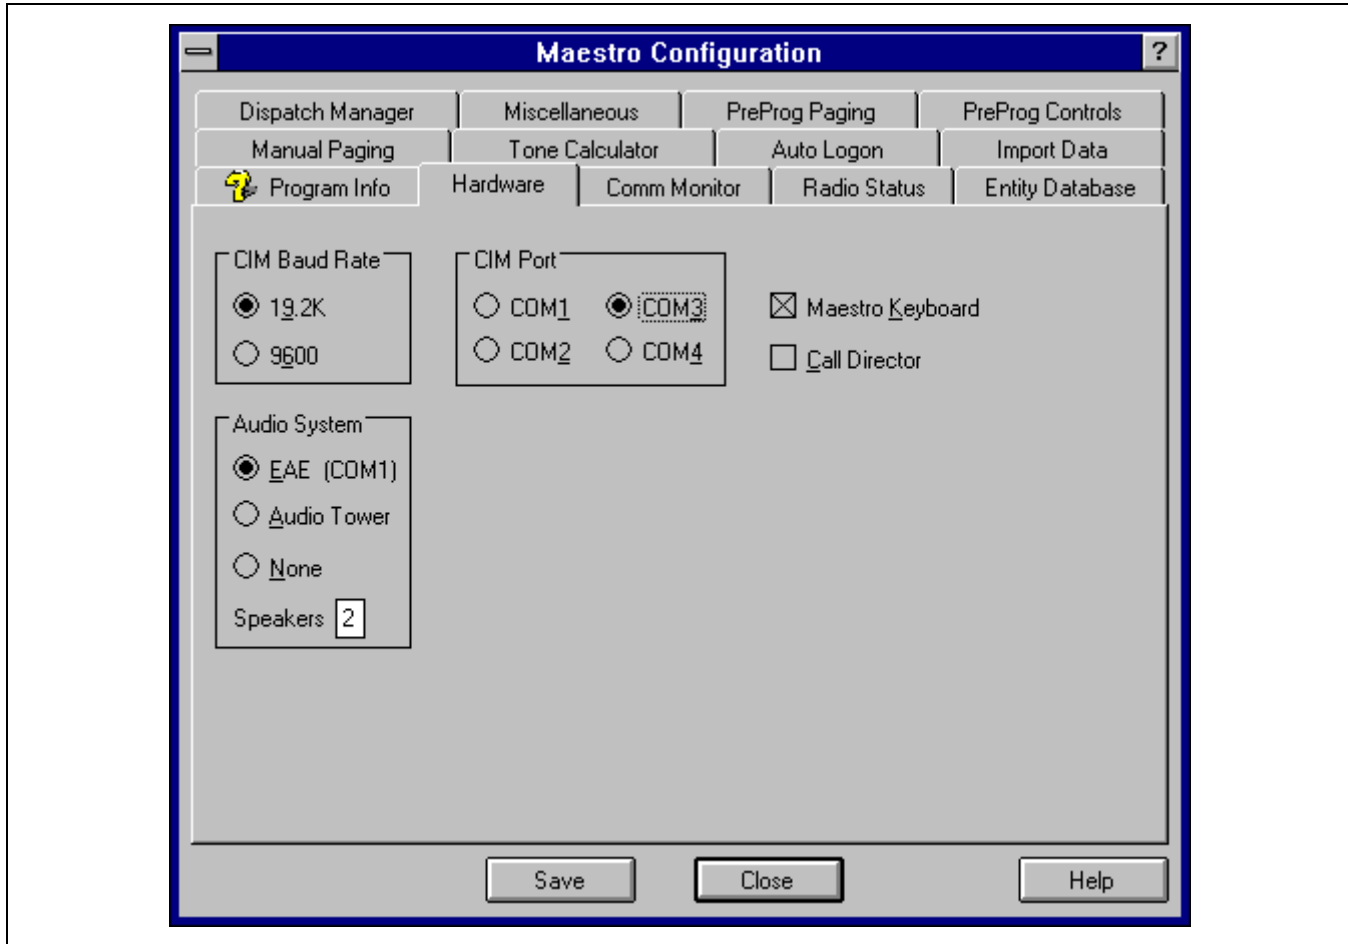 Maestro Configuration ?
Dispatch Manager Miscellaneous PreProg Paging PreProg Controls
Manual Paging Tone Calculator Auto Logon Import Data
Program Info Hardware Comm Monitor Radio Status Entity Database
CIM Baud Rate
19.2K
9600
CIM Port
COM1 COM3
COM2 COM4
Maestro Keyboard
Call Director
Audio System
EAE (COM1)
Audio Tower
None
Speakers 2
Save Close Help